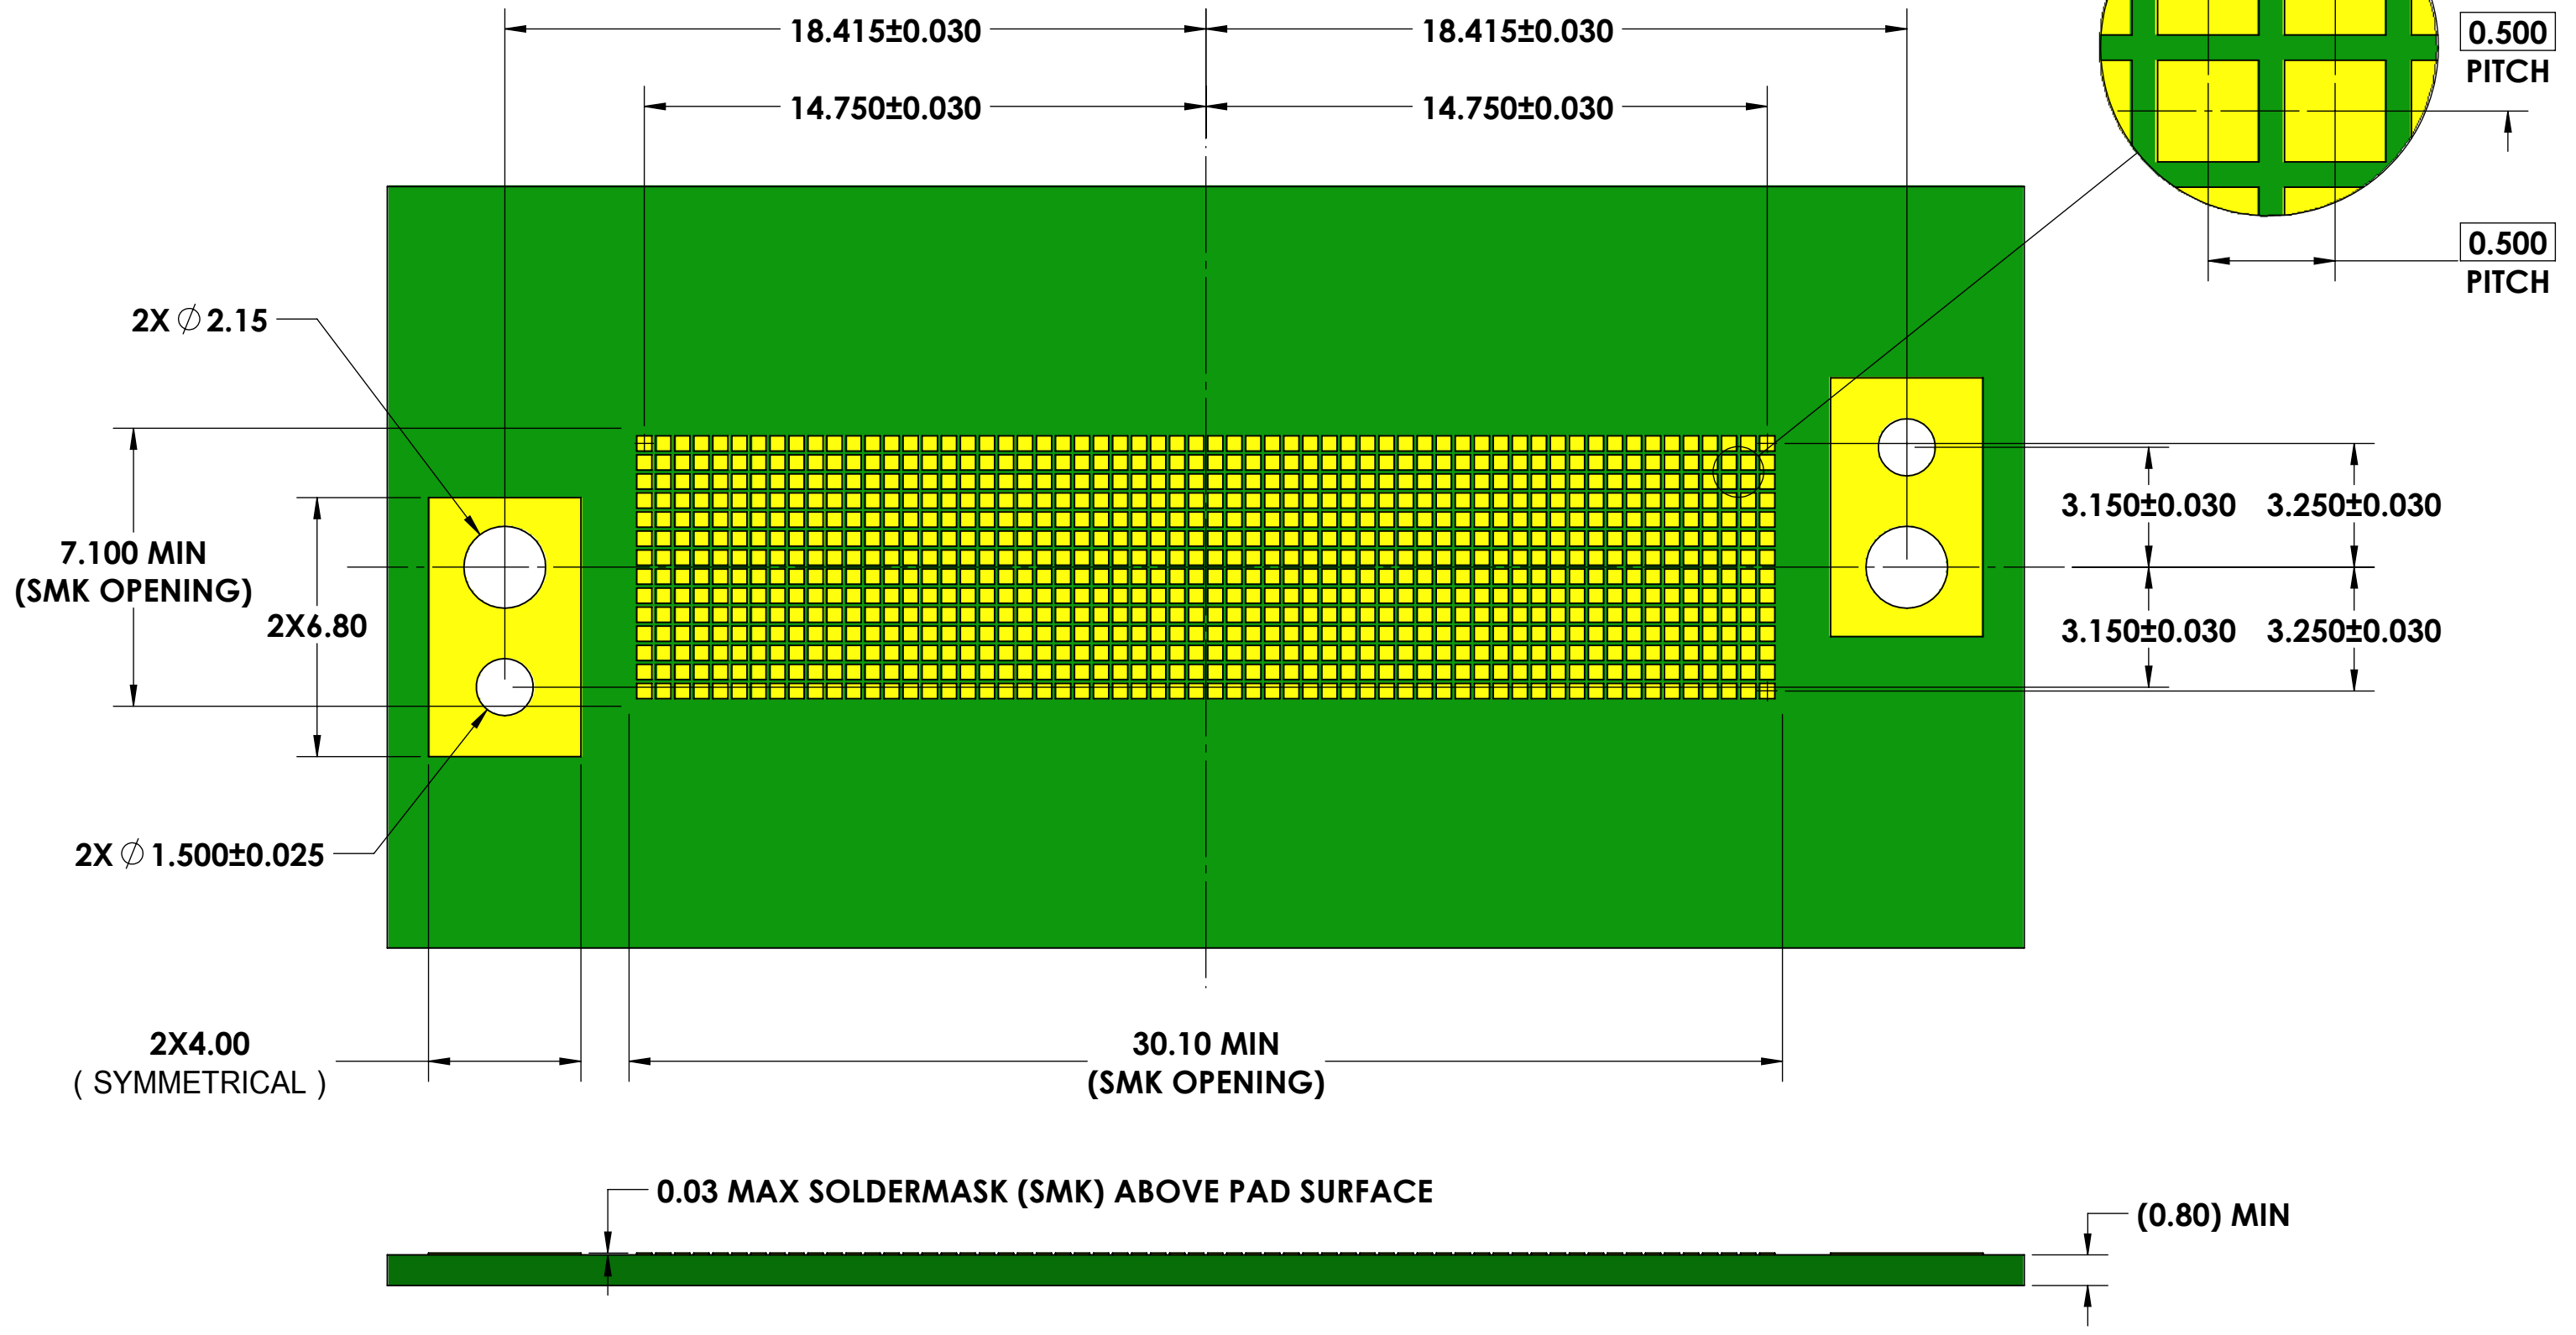 18.415±0.030
18.415±0.030
0.500
PITCH
14.750±0.030
14.750±0.030
0.500
PITCH
2X ∅ 2.15
3.150±0.030
3.250±0.030
7.100 MIN
(SMK OPENING)
2X6.80
3.150±0.030
3.250±0.030
2X ∅ 1.500±0.025
2X4.00
( SYMMETRICAL )
30.10 MIN
(SMK OPENING)
0.03 MAX SOLDERMASK (SMK) ABOVE PAD SURFACE
(0.80) MIN